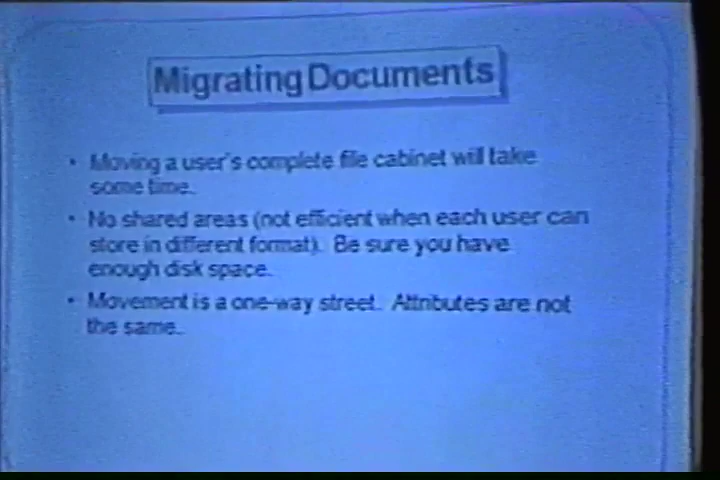 Migrating Documents
• Moving a user's complete file cabinet will take
some time.
• No shared areas (not efficient when each user can
store in different format). Be sure you have
enough disk space.
• Movement is a one-way street. Attributes are not
the same.